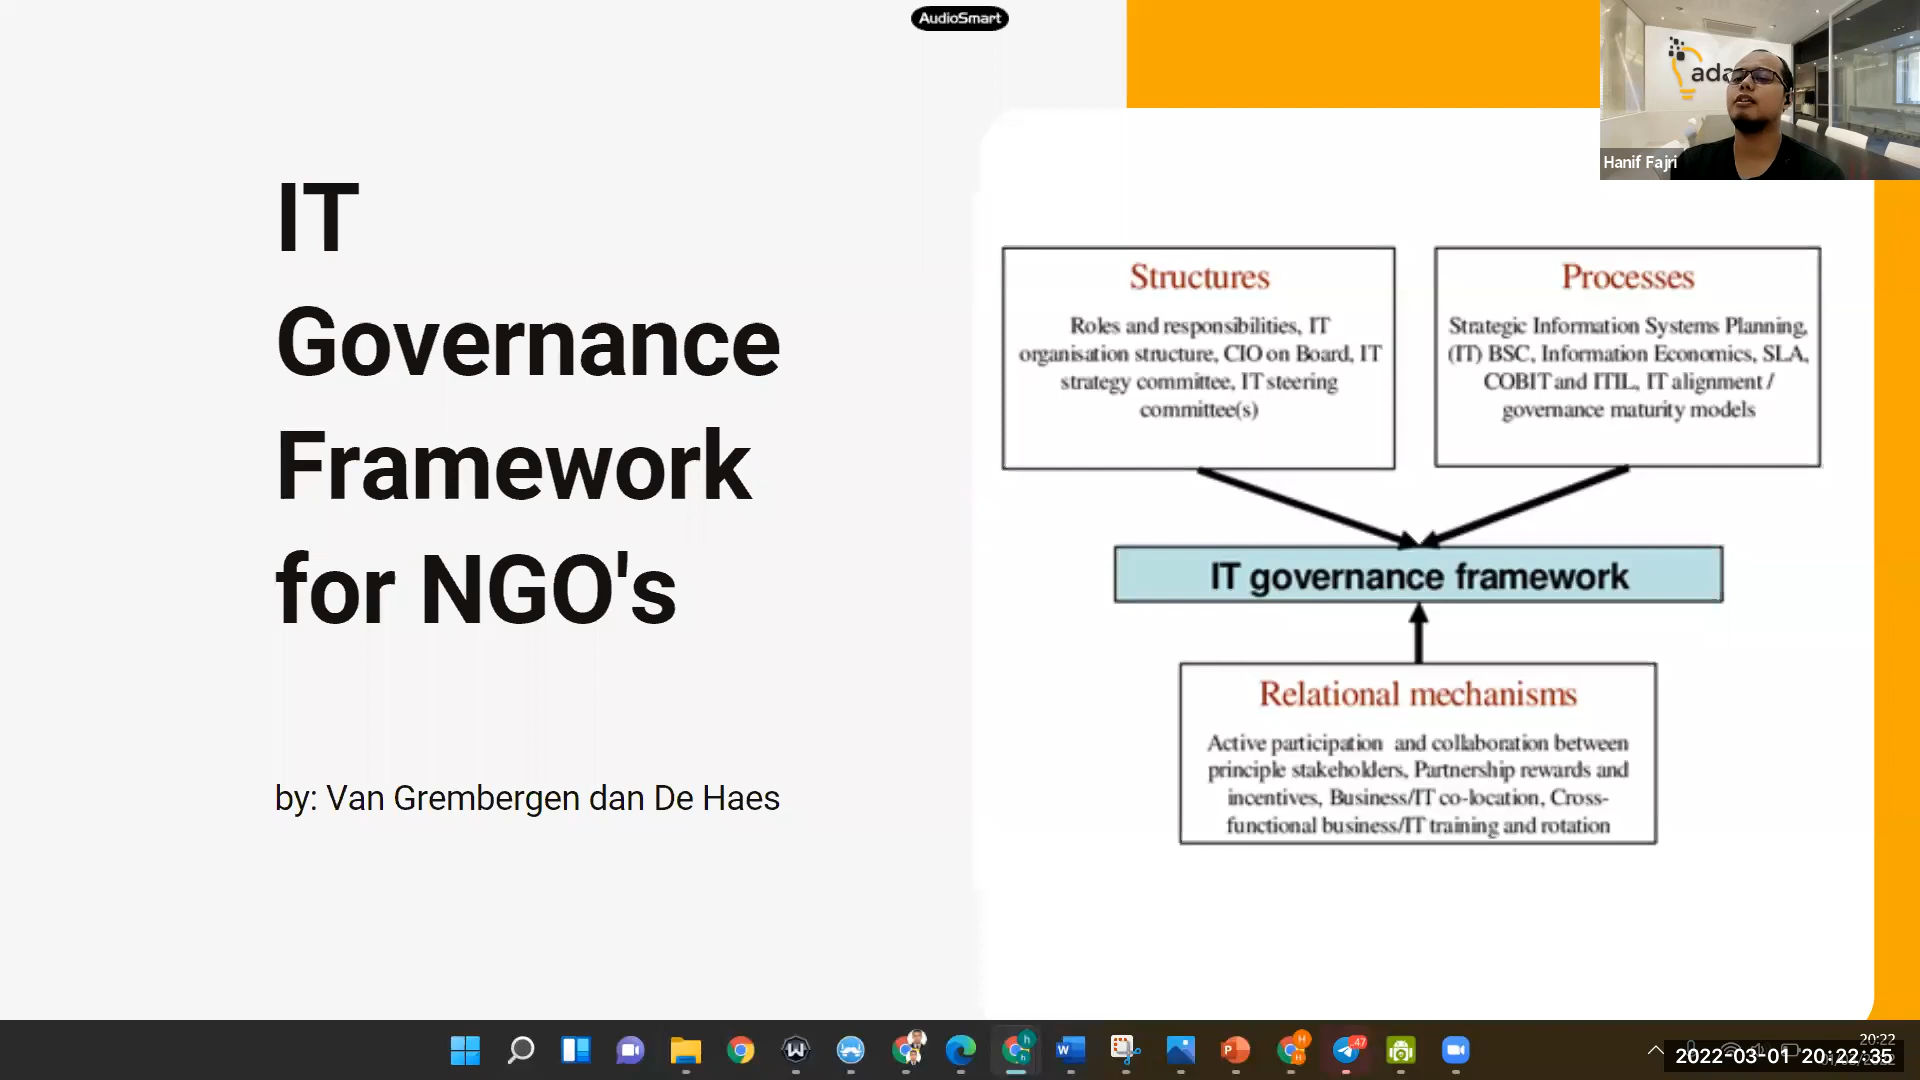 AudioSmart
ada
Hanif Fajri
IT
Governance
Framework
for NGO's
by: Van Grembergen dan De Haes
Structures
Roles and responsibilities, IT
organisation structure, CIO on Board, IT
strategy committee, IT steering
committee(s)
Processes
Strategic Information Systems Planning,
(IT) BSC, Information Economics, SLA,
COBIT and ITIL, IT alignment /
governance maturity models
IT governance framework
Relational mechanisms
Active participation and collaboration between
principle stakeholders, Partnership rewards and
incentives, Business/IT co-location, Cross-
functional business/IT training and rotation
47
20:22
2022-03-01 20:22:35